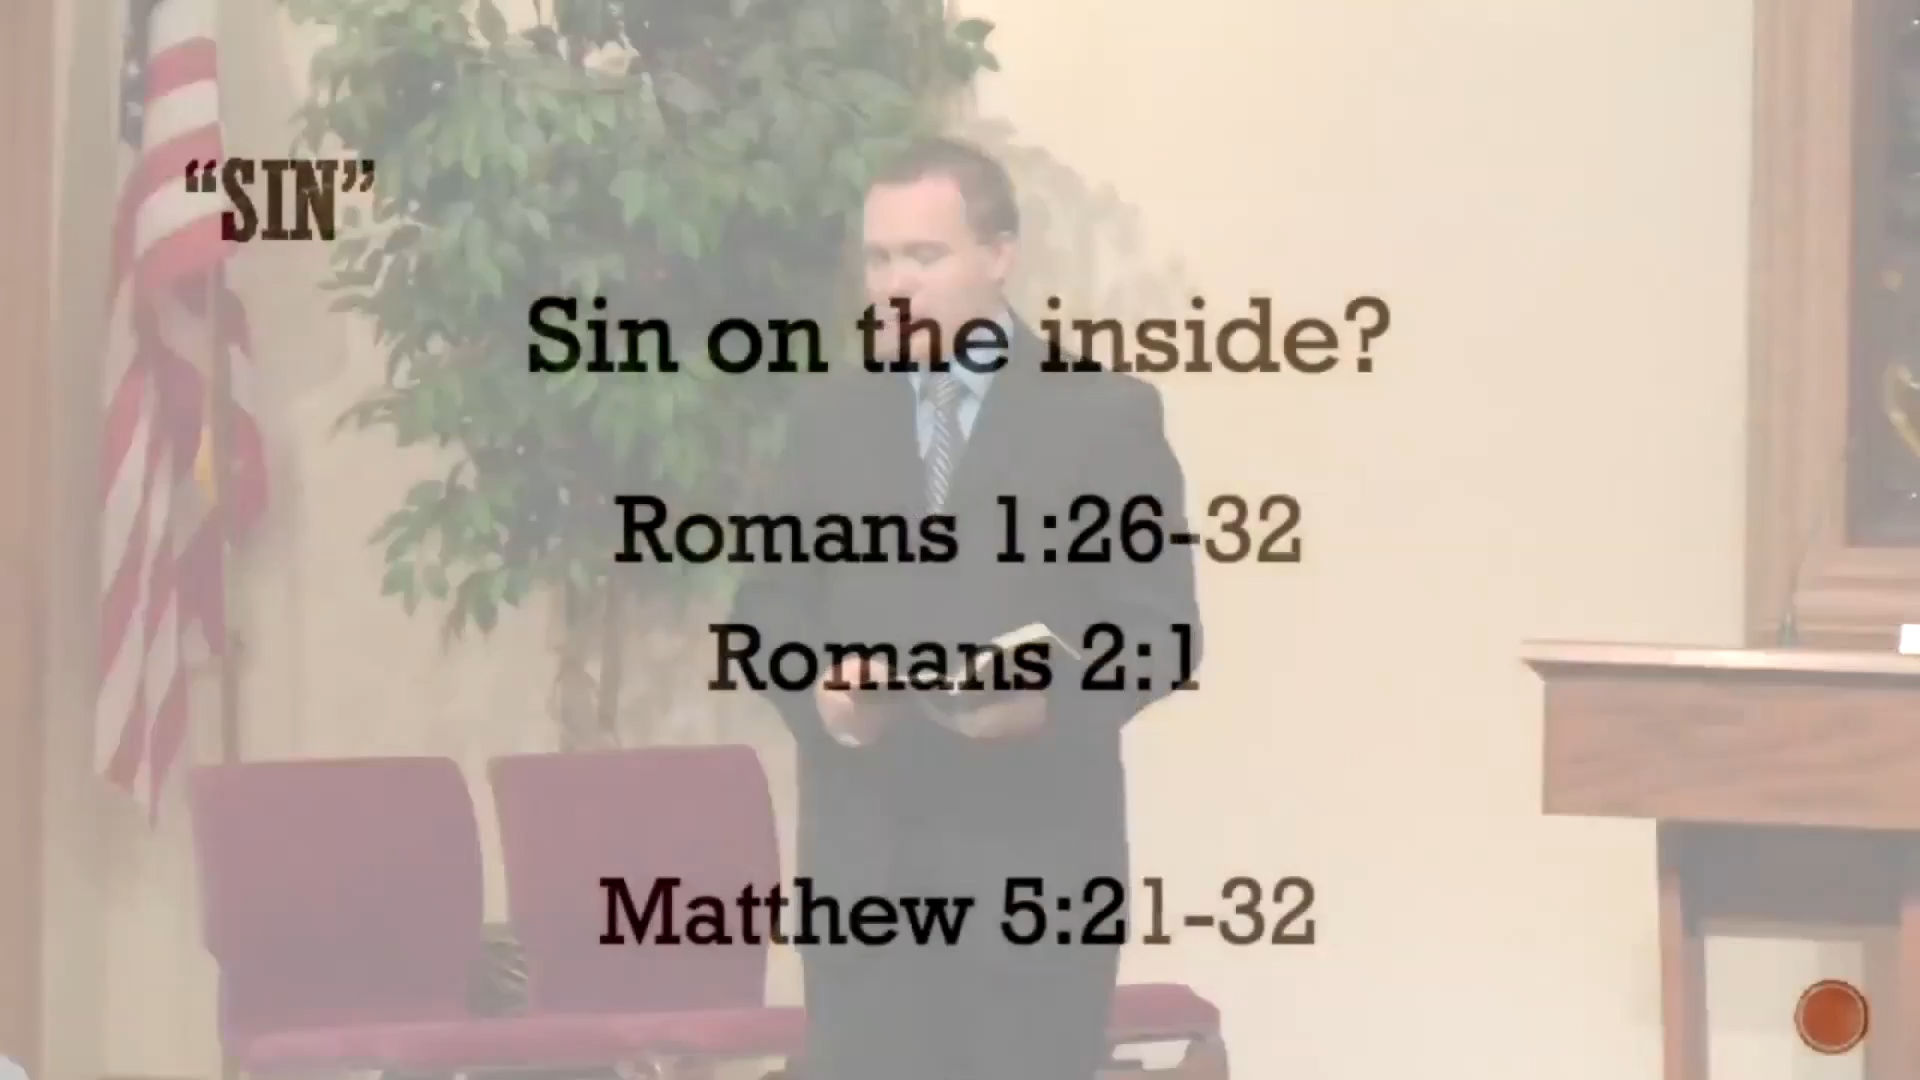 “SIN”
Sin on the inside?
Romans 1:26-32
Romans 2:1
Matthew 5:21-32